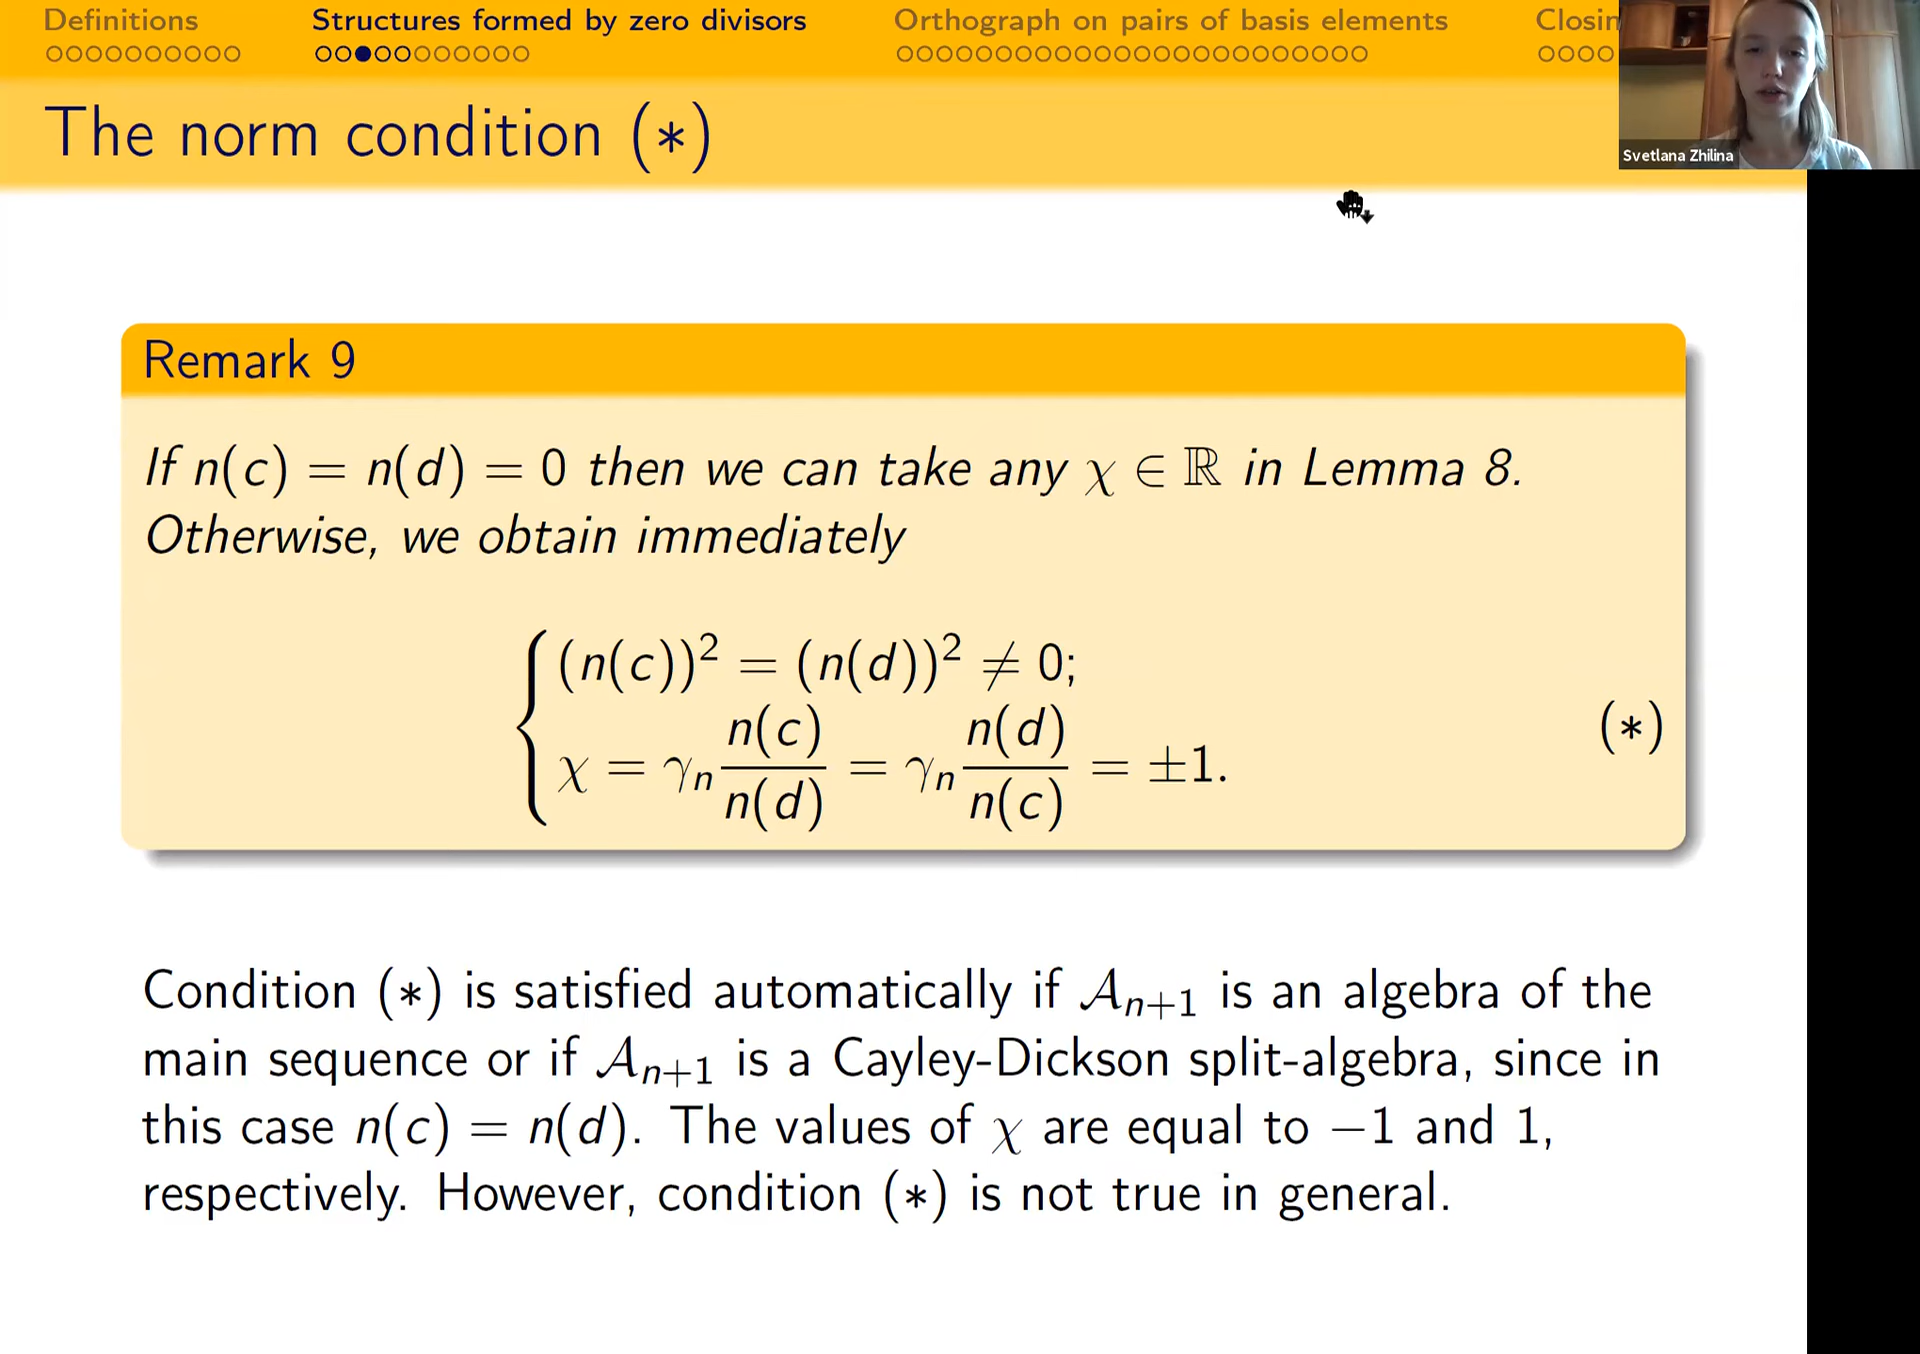 Definitions
Structures formed by zero divisors
Orthograph on pairs of basis elements
The norm condition (∗)
Svetlana Zhilina
Remark 9
If n(c) = n(d) = 0 then we can take any χ ∈ ℝ in Lemma 8.
Otherwise, we obtain immediately
(n(c))² = (n(d))² ≠ 0;
χ = γₙ n(c)/n(d) = γₙ n(d)/n(c) = ±1.
(∗)
Condition (∗) is satisfied automatically if 𝒜ₙ₊₁ is an algebra of the
main sequence or if 𝒜ₙ₊₁ is a Cayley-Dickson split-algebra, since in
this case n(c) = n(d). The values of χ are equal to −1 and 1,
respectively. However, condition (∗) is not true in general.